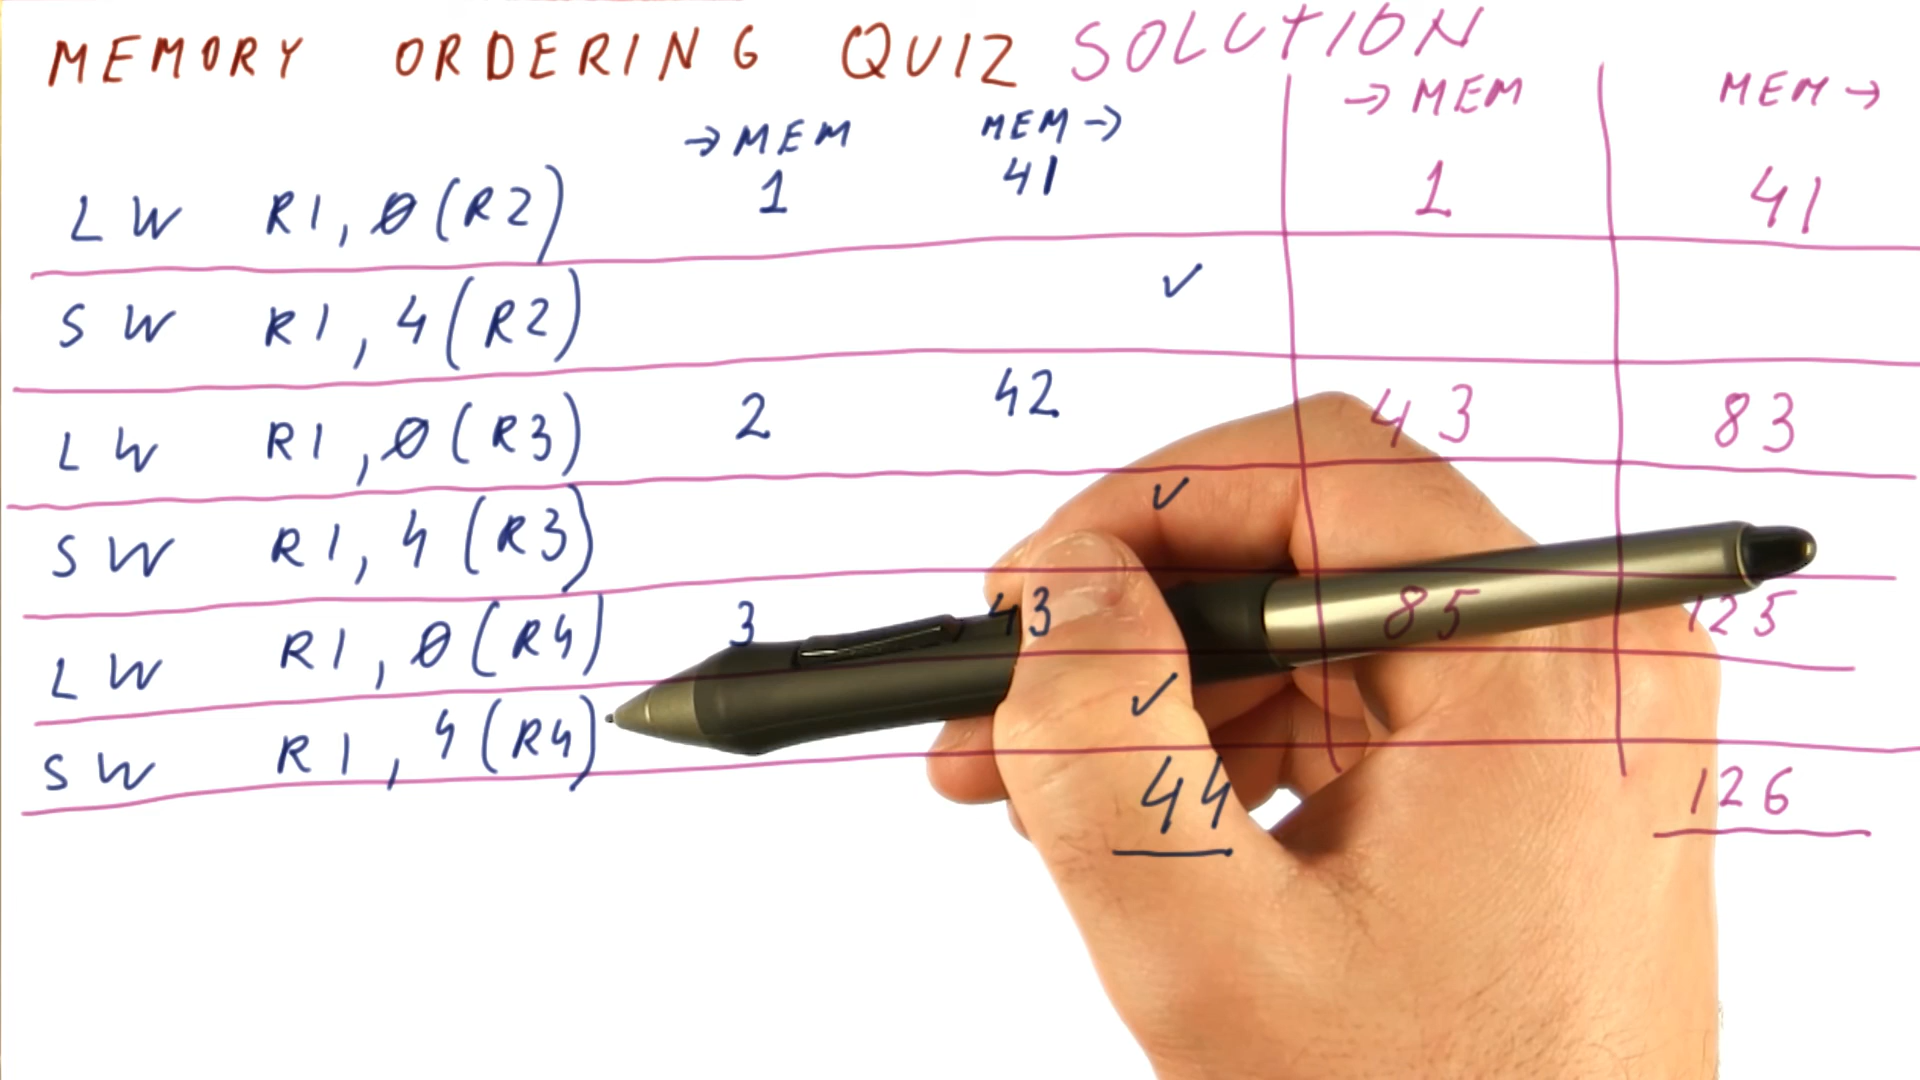 MEMORY ORDERING QUIZ SOLUTION
→MEM MEM→ →MEM MEM→
LW R1, 0(R2) 1 41 1 41
SW R1, 4(R2) ✓
LW R1, 0(R3) 2 42 43 83
SW R1, 4(R3) ✓
LW R1, 0(R4) 3 43 85 125
SW R1, 4(R4) ✓
44 126